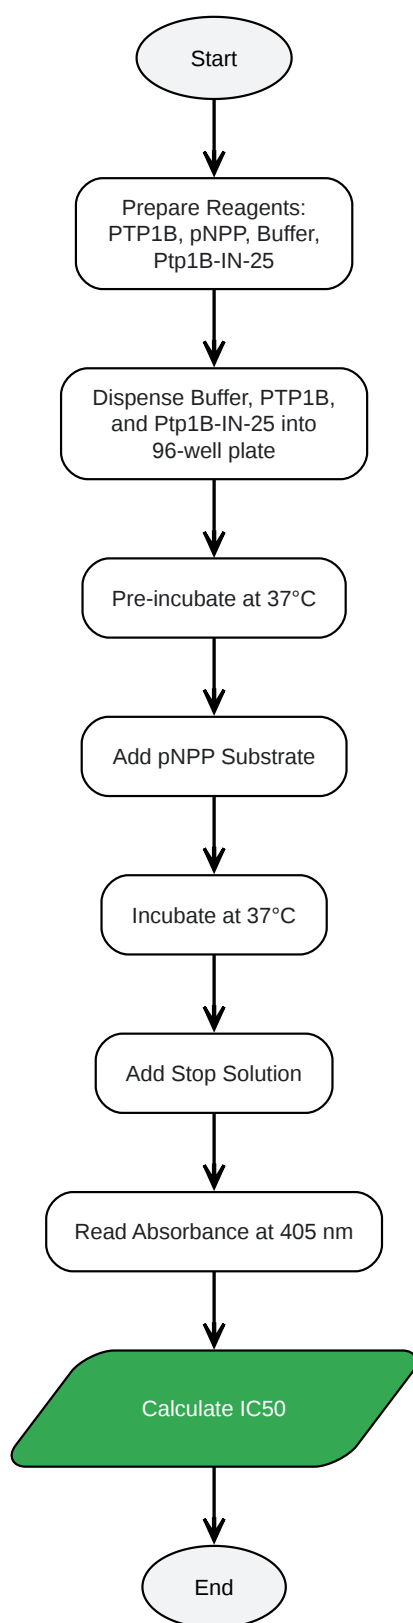 Start
Prepare Reagents:
PTP1B, pNPP, Buffer,
Ptp1B-IN-25
Dispense Buffer, PTP1B,
and Ptp1B-IN-25 into
96-well plate
Pre-incubate at 37°C
Add pNPP Substrate
Incubate at 37°C
Add Stop Solution
Read Absorbance at 405 nm
Calculate IC50
End